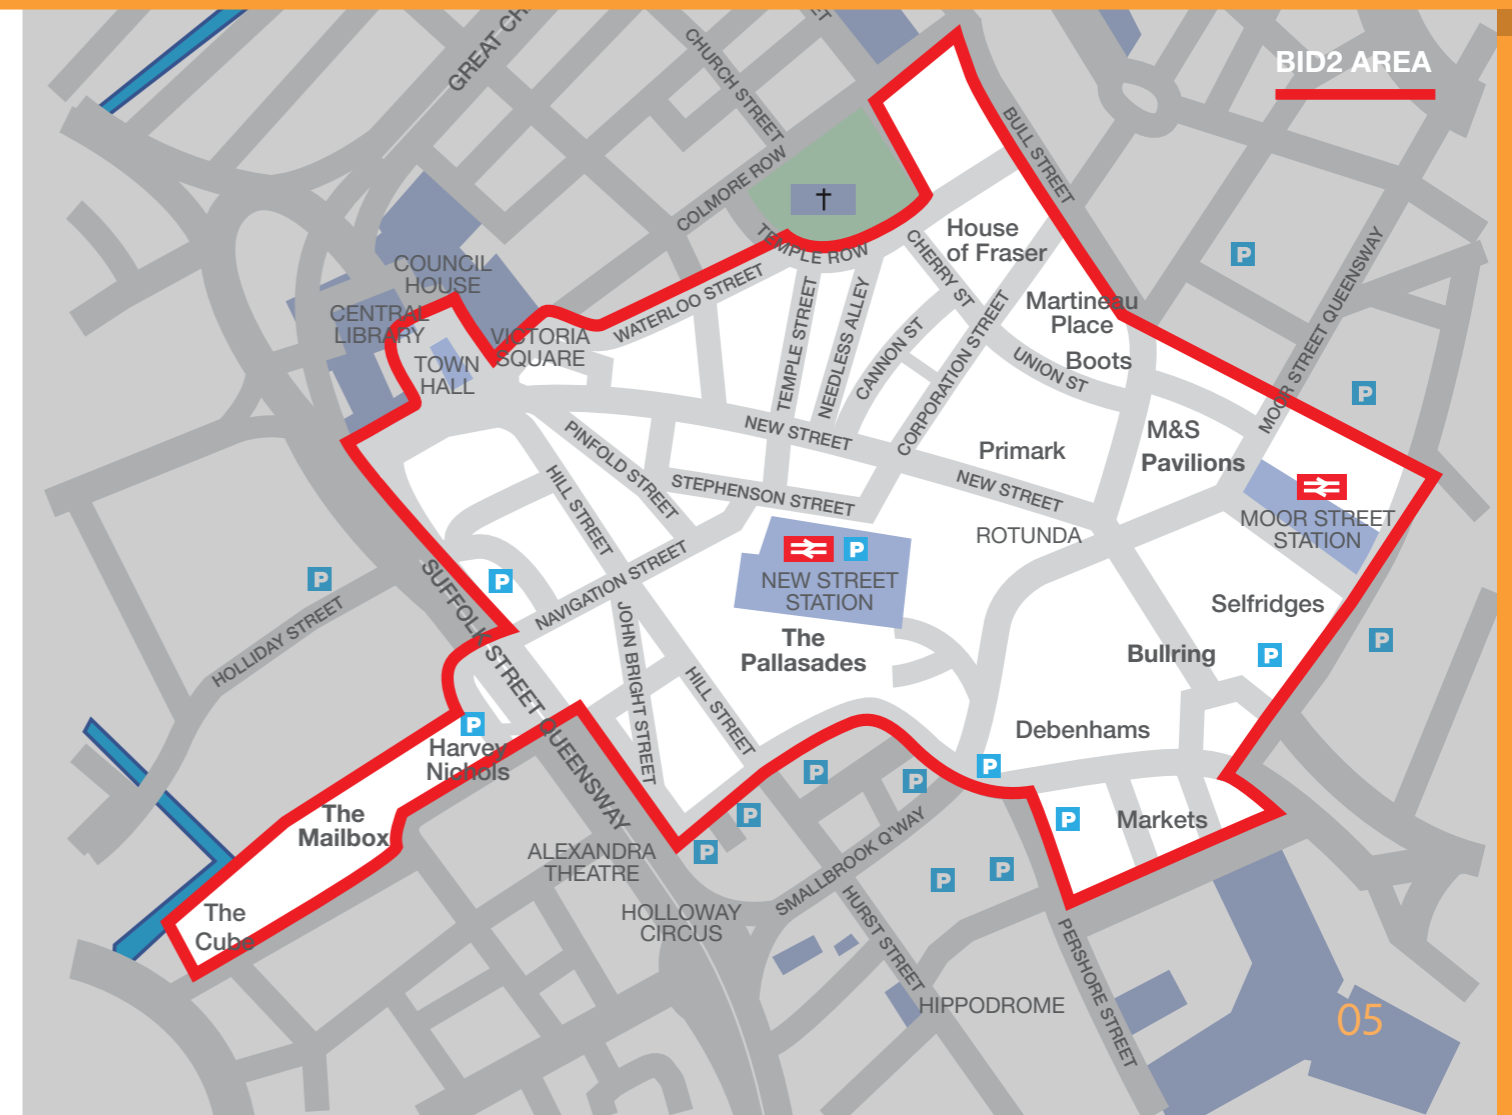 GREAT CH
ET
CHURCH STREET
BID2 AREA
BULL STREET
COLMORE ROW
†
TEMPLE ROW
House
of Fraser
CHERRY ST
MOOR STREET QUEENSWAY
P
COUNCIL
HOUSE
CENTRAL
LIBRARY
VICTORIA
SQUARE
TOWN
HALL
WATERLOO STREET
TEMPLE STREET
NEEDLESS ALLEY
CANNON ST
CORPORATION STREET
Martineau
Place
Boots
UNION ST
P
NEW STREET
PINFOLD STREET
HILL STREET
STEPHENSON STREET
Primark
NEW STREET
M&S
Pavilions
MOOR STREET
STATION
ROTUNDA
P
NEW STREET
STATION
The
Pallasades
P
SUFFOLK STREET QUEENSWAY
NAVIGATION STREET
P
HOLLIDAY STREET
JOHN BRIGHT STREET
HILL STREET
Selfridges
Bullring
P
P
Debenhams
P
Harvey
Nichols
The
Mailbox
P
P
P
P
P
P
Markets
SMALLBROOK Q'WAY
ALEXANDRA
THEATRE
HOLLOWAY
CIRCUS
P
P
The
Cube
HURST STREET
PERSHORE STREET
HIPPODROME
05